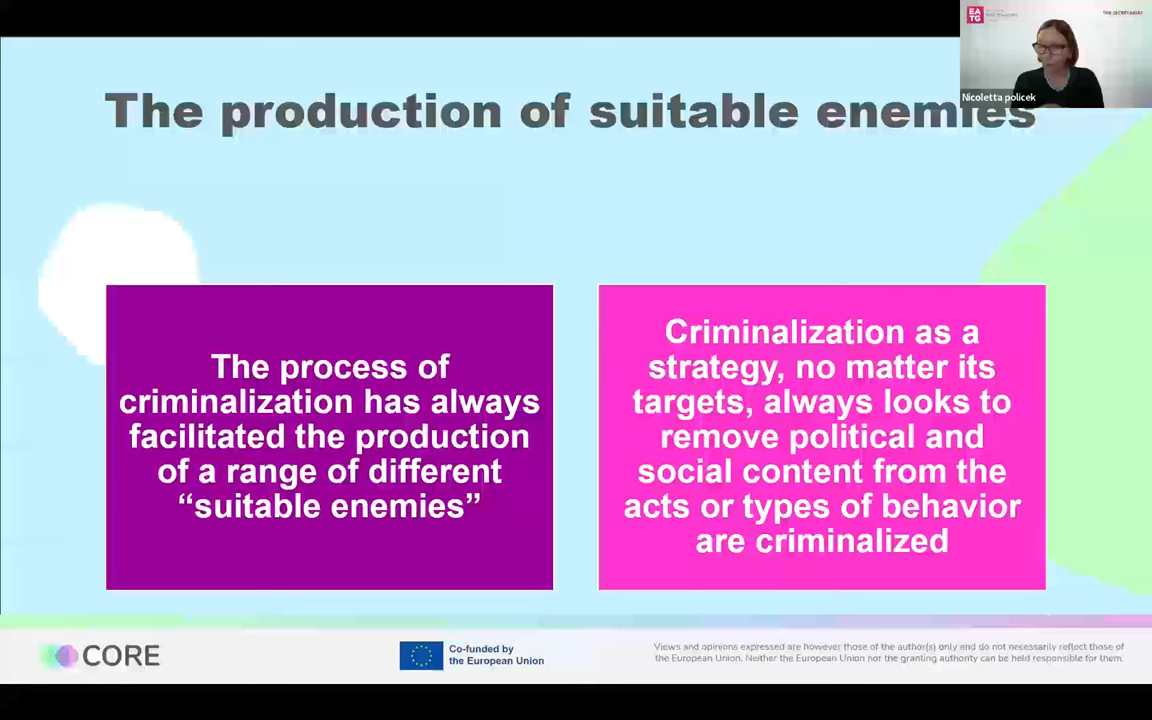 EA
TG
THE SECRETARIAT
Nicoletta policek
The production of suitable enemies
The process of
criminalization has always
facilitated the production
of a range of different
“suitable enemies”
Criminalization as a
strategy, no matter its
targets, always looks to
remove political and
social content from the
acts or types of behavior
are criminalized
CORE
Co-funded by
the European Union
Views and opinions expressed are however those of the author(s) only and do not necessarily reflect those of
the European Union. Neither the European Union nor the granting authority can be held responsible for them.